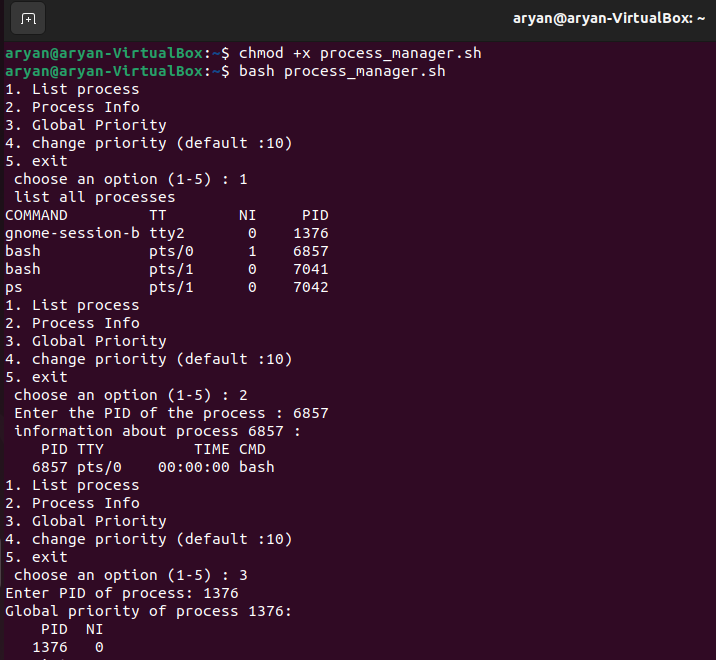 aryan@aryan-VirtualBox: ~
aryan@aryan-VirtualBox:~$ chmod +x process_manager.sh
aryan@aryan-VirtualBox:~$ bash process_manager.sh
1. List process
2. Process Info
3. Global Priority
4. change priority (default :10)
5. exit
 choose an option (1-5) : 1
 list all processes
COMMAND         TT        NI     PID
gnome-session-b tty2       0    1376
bash            pts/0      1    6857
bash            pts/1      0    7041
ps              pts/1      0    7042
1. List process
2. Process Info
3. Global Priority
4. change priority (default :10)
5. exit
 choose an option (1-5) : 2
 Enter the PID of the process : 6857
 information about process 6857 :
    PID TTY          TIME CMD
   6857 pts/0    00:00:00 bash
1. List process
2. Process Info
3. Global Priority
4. change priority (default :10)
5. exit
 choose an option (1-5) : 3
Enter PID of process: 1376
Global priority of process 1376:
    PID  NI
   1376   0